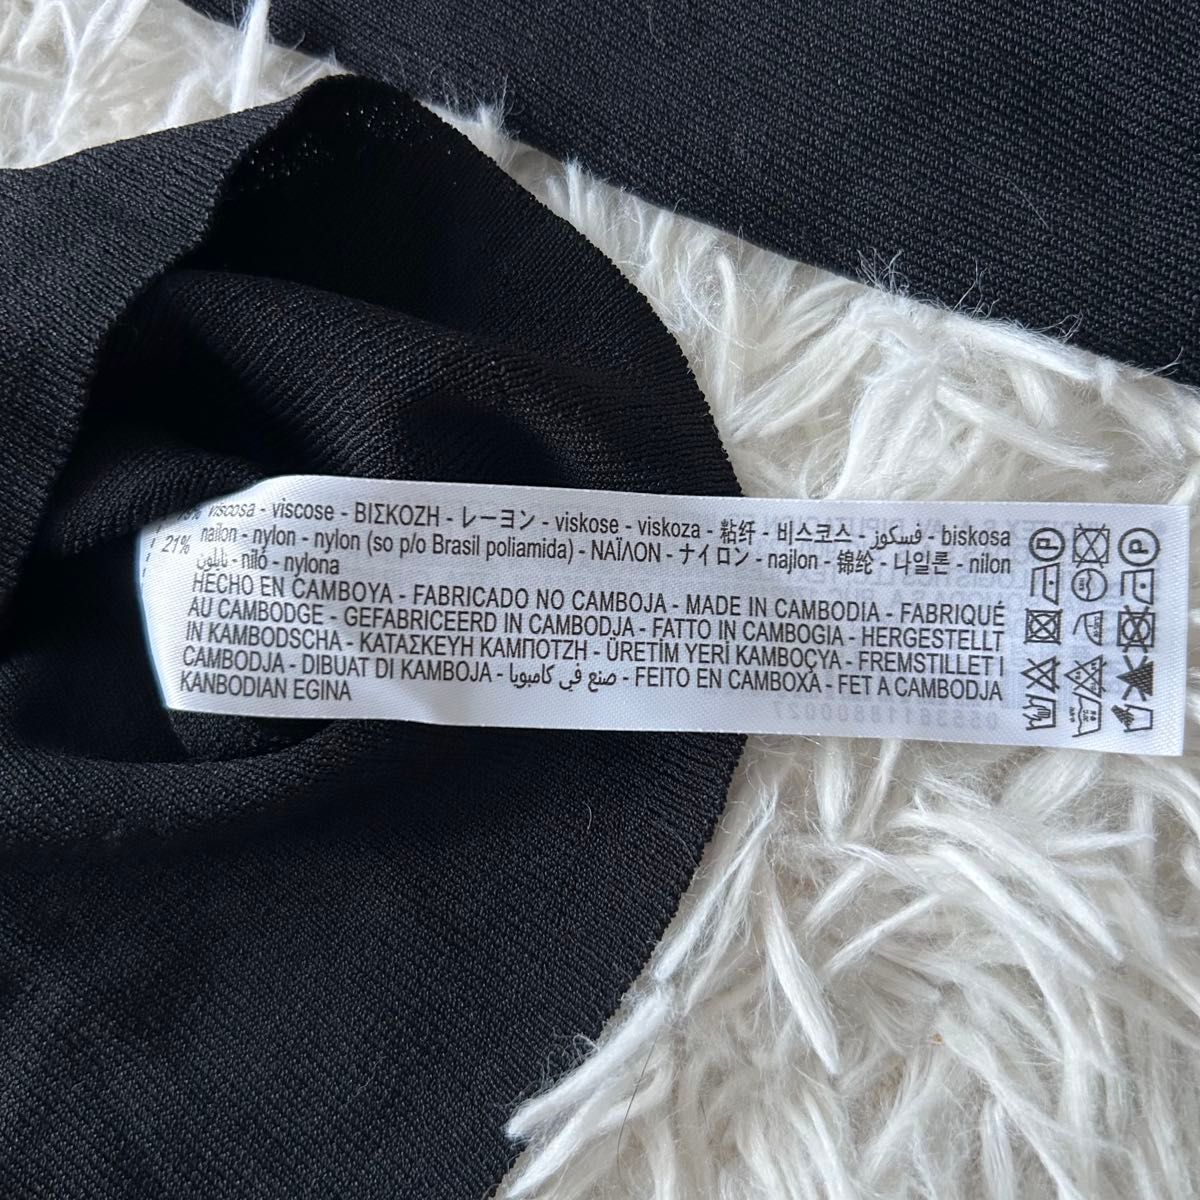 viscosa - viscose - ΒΙΣΚΟΖΗ - レーヨン - viskose - viskoza - 粘纤 - 비스코스 - فسكوز - biskosa
21% nailon - nylon - nylon (so p/o Brasil poliamida) - ΝΑΪΛΟΝ - ナイロン - najlon - 锦纶 - 나일론 - nilon
نايلون - niló - nylona
HECHO EN CAMBOYA - FABRICADO NO CAMBOJA - MADE IN CAMBODIA - FABRIQUÉ
AU CAMBODGE - GEFABRICEERD IN CAMBODJA - FATTO IN CAMBOGIA - HERGESTELLT
IN KAMBODSCHA - ΚΑΤΑΣΚΕΥΗ ΚΑΜΠΟΤΖΗ - ÜRETİM YERİ KAMBOÇYA - FREMSTILLET I
CAMBODJA - DIBUAT DI KAMBOJA - صنع في كامبويا - FEITO EN CAMBOXA - FET A CAMBODJA
KANBODIAN EGINA